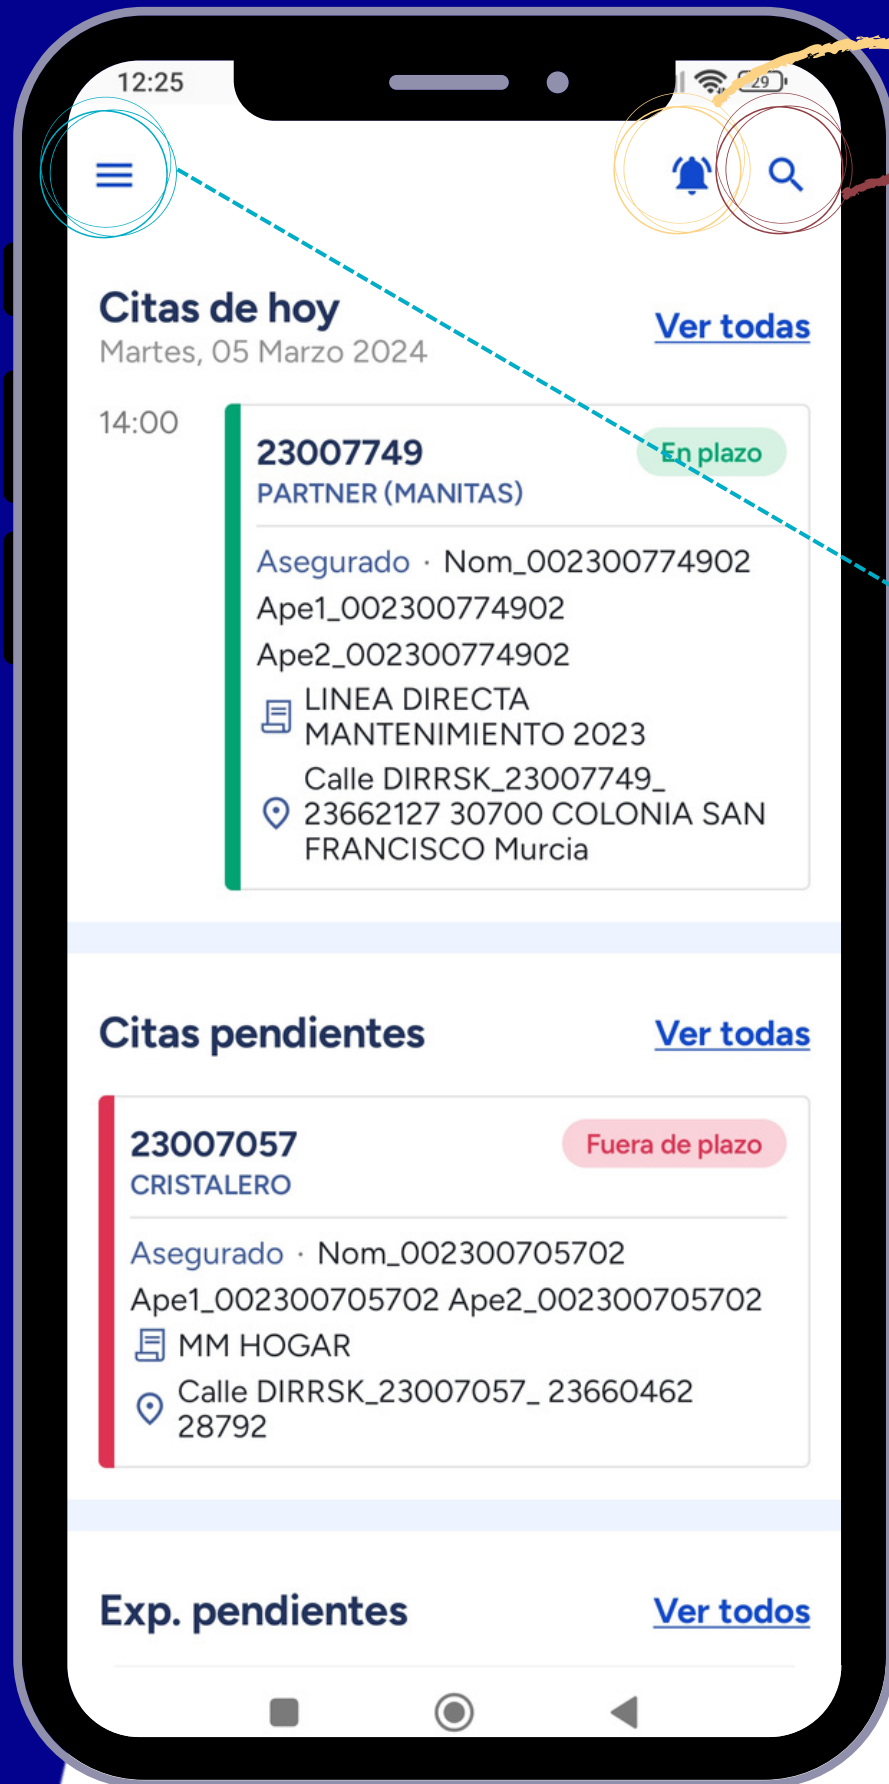 12:25
29
Citas de hoy
Ver todas
Martes, 05 Marzo 2024
14:00
23007749
En plazo
PARTNER (MANITAS)
Asegurado · Nom_002300774902
Ape1_002300774902
Ape2_002300774902
LINEA DIRECTA
MANTENIMIENTO 2023
Calle DIRRSK_23007749_
23662127 30700 COLONIA SAN
FRANCISCO Murcia
Citas pendientes
Ver todas
23007057
Fuera de plazo
CRISTALERO
Asegurado · Nom_002300705702
Ape1_002300705702 Ape2_002300705702
MM HOGAR
Calle DIRRSK_23007057_ 23660462
28792
Exp. pendientes
Ver todos